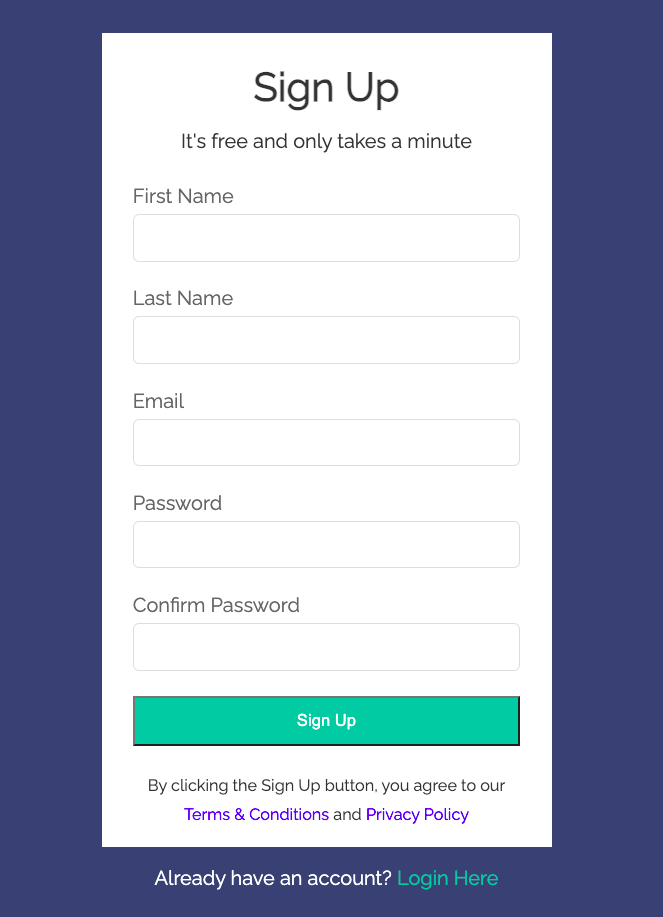 Sign Up
It's free and only takes a minute
First Name
Last Name
Email
Password
Confirm Password
Sign Up
By clicking the Sign Up button, you agree to our
Terms & Conditions and Privacy Policy
Already have an account? Login Here